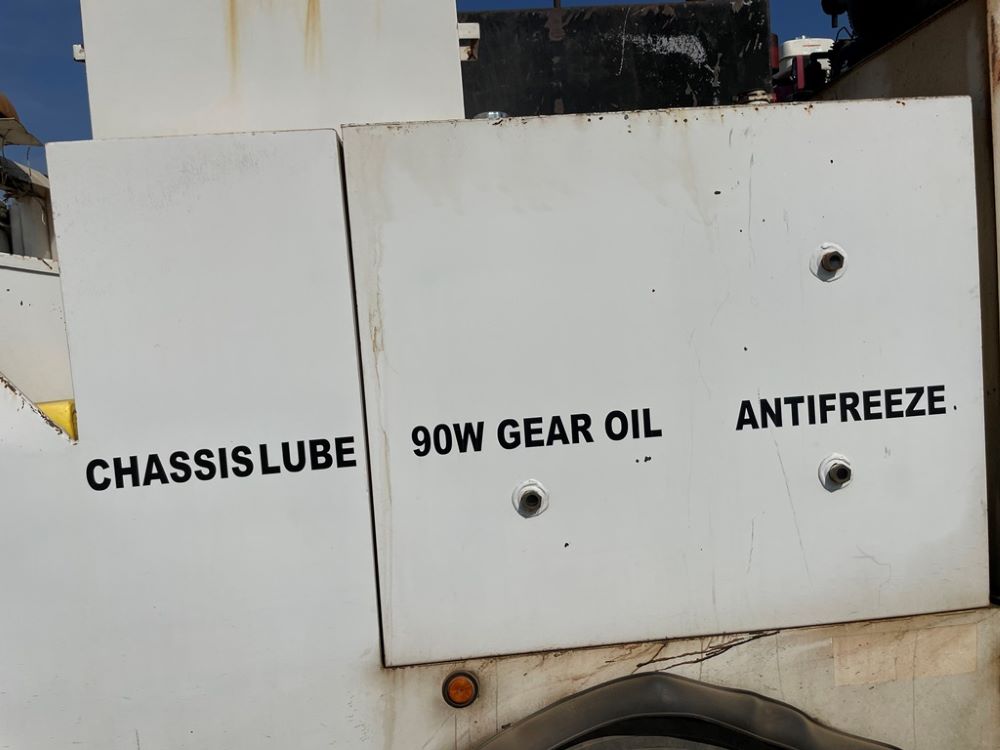 CHASSIS LUBE
90W GEAR OIL
ANTIFREEZE